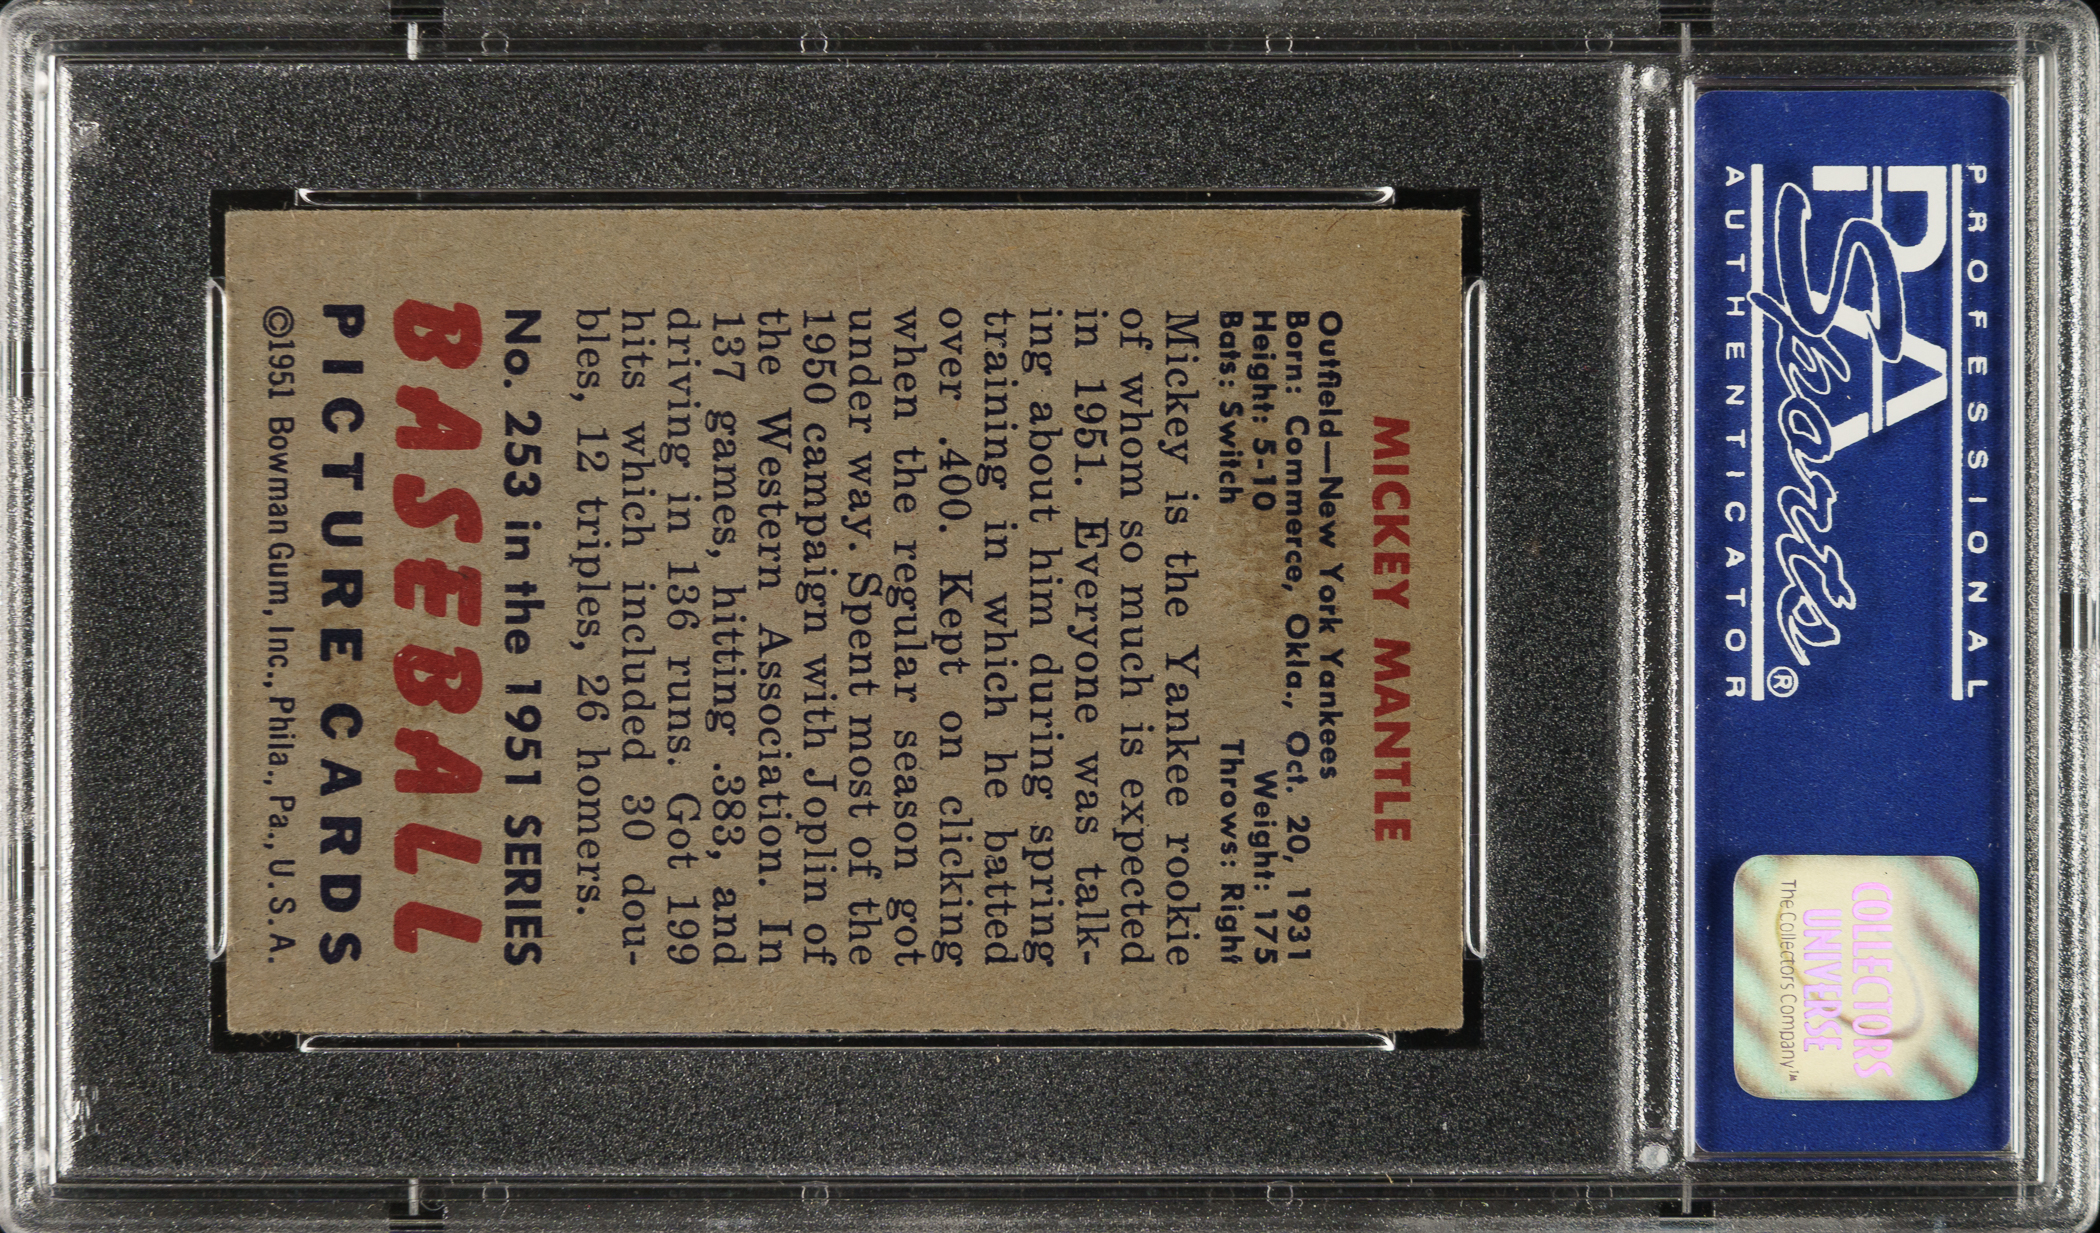 PROFESSIONAL
PSA
Sports®
AUTHENTICATOR
COLLECTORS
UNIVERSE
The Collectors Company™
MICKEY MANTLE
Outfield—New York Yankees
Born: Commerce, Okla., Oct. 20, 1931
Height: 5-10 Weight: 175
Bats: Switch Throws: Right
Mickey is the Yankee rookie
of whom so much is expected
in 1951. Everyone was talk-
ing about him during spring
training in which he batted
over .400. Kept on clicking
when the regular season got
under way. Spent most of the
1950 campaign with Joplin of
the Western Association. In
137 games, hitting .383, and
driving in 136 runs. Got 199
hits which included 30 dou-
bles, 12 triples, 26 homers.
No. 253 in the 1951 SERIES
BASEBALL
PICTURE CARDS
©1951 Bowman Gum, Inc., Phila., Pa., U.S.A.